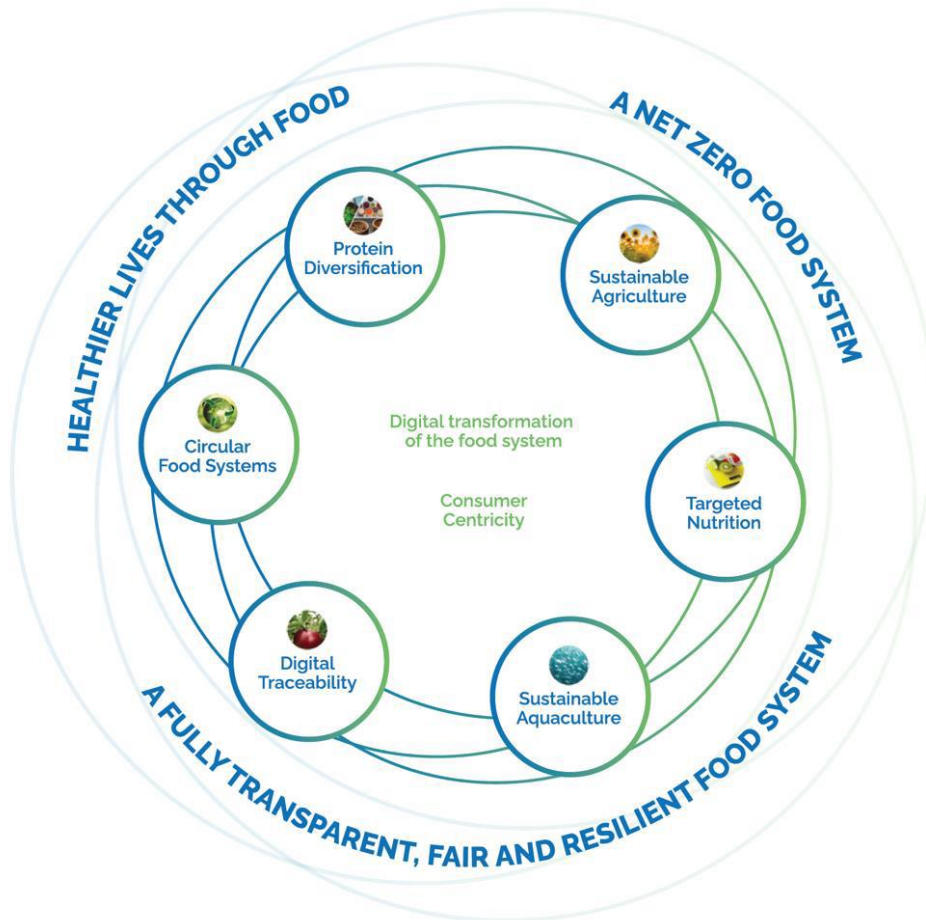 HEALTHIER LIVES THROUGH FOOD
A NET ZERO FOOD SYSTEM
Protein
Diversification
Sustainable
Agriculture
Circular
Food Systems
Digital transformation
of the food system
Consumer
Centricity
Targeted
Nutrition
Digital
Traceability
Sustainable
Aquaculture
A FULLY TRANSPARENT, FAIR AND RESILIENT FOOD SYSTEM